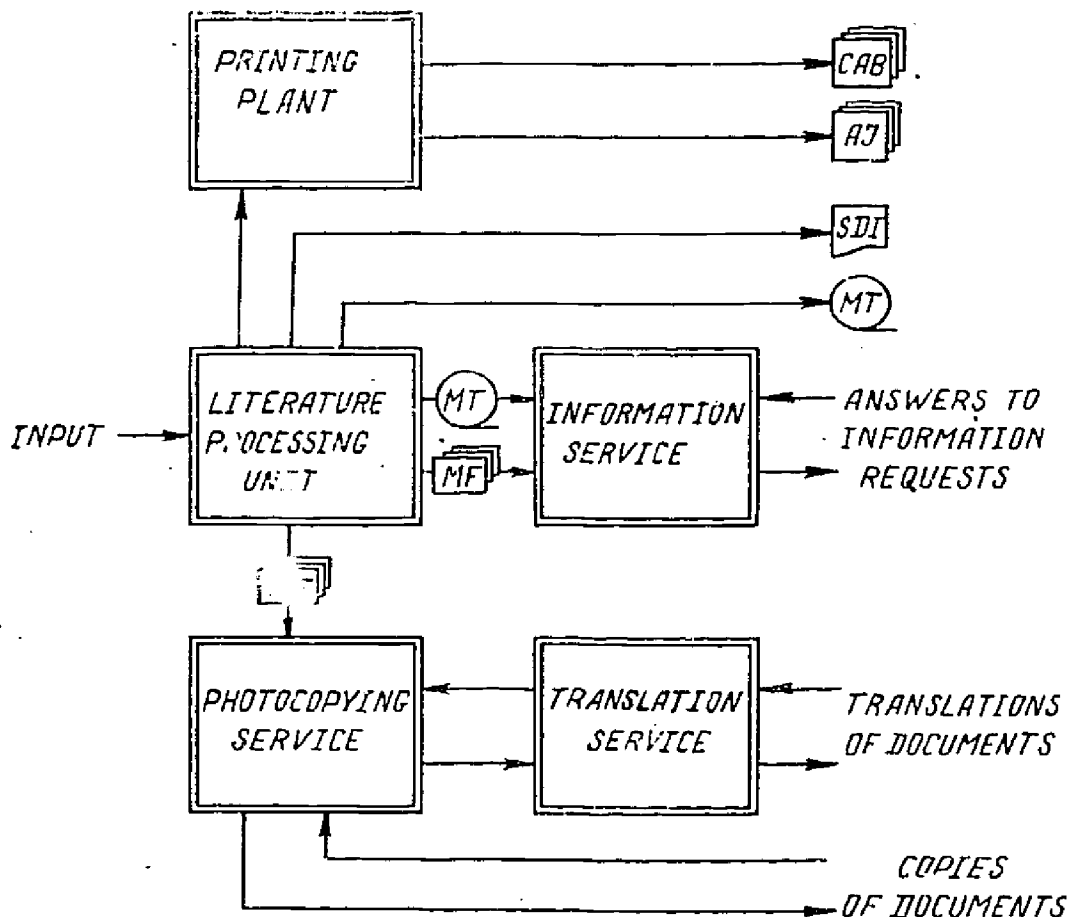 PRINTING
PLANT
CAB
AJ
SDI
MT
INPUT
LITERATURE
PROCESSING
UNIT
MT
MF
INFORMATION
SERVICE
ANSWERS TO
INFORMATION
REQUESTS
PHOTOCOPYING
SERVICE
TRANSLATION
SERVICE
TRANSLATIONS
OF DOCUMENTS
COPIES
OF DOCUMENTS